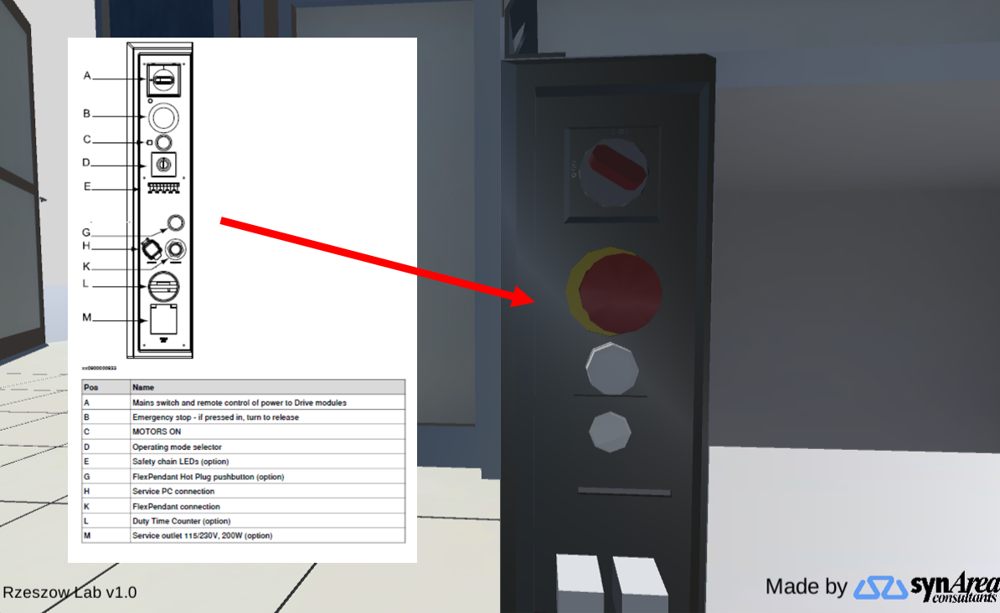 A
B
C
D
E
G
H
K
L
M
xx0800000933
Pos Name
A Mains switch and remote control of power to Drive modules
B Emergency stop - if pressed in, turn to release
C MOTORS ON
D Operating mode selector
E Safety chain LEDs (option)
G FlexPendant Hot Plug pushbutton (option)
H Service PC connection
K FlexPendant connection
L Duty Time Counter (option)
M Service outlet 115/230V, 200W (option)
Rzeszow Lab v1.0
Made by synArea
consultants